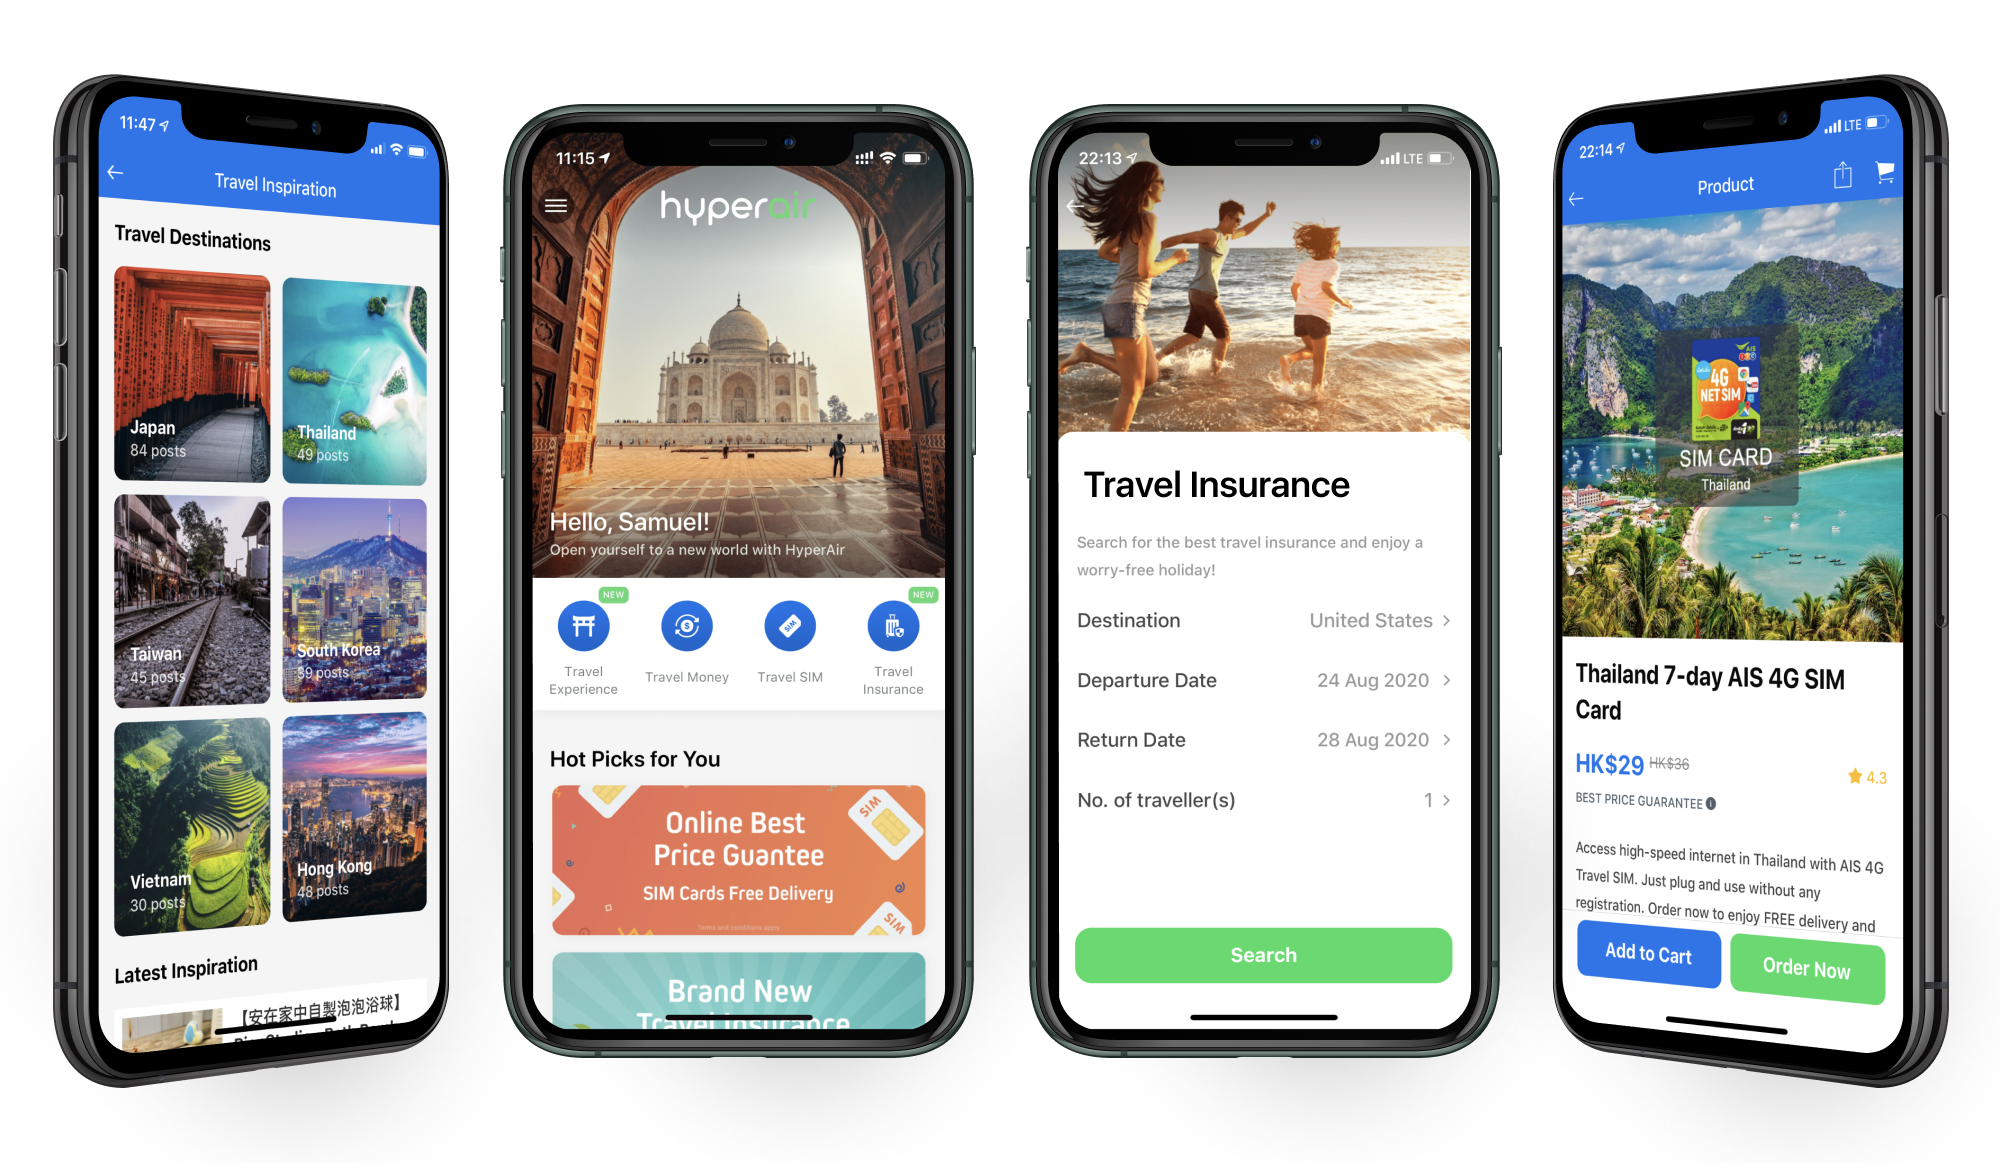 11:47
Travel Inspiration
Travel Destinations
Japan
84 posts
Thailand
49 posts
Taiwan
45 posts
South Korea
39 posts
Vietnam
30 posts
Hong Kong
48 posts
Latest Inspiration
【安在家中自製泡泡浴球】
11:15
hyperair
Hello, Samuel!
Open yourself to a new world with HyperAir
NEW
NEW
SIM
Travel
Experience
Travel Money
Travel SIM
Travel
Insurance
Hot Picks for You
SIM
Online Best
Price Guantee
SIM Cards Free Delivery
SIM
Terms and conditions apply
Brand New
Travel Insurance
22:13
LTE
Travel Insurance
Search for the best travel insurance and enjoy a
worry-free holiday!
Destination United States
Departure Date 24 Aug 2020
Return Date 28 Aug 2020
No. of traveller(s) 1
Search
22:14
LTE
Product
AIS
4G
NET SIM
SIM CARD
Thailand
Thailand 7-day AIS 4G SIM
Card
HK$29 HK$36
4.3
BEST PRICE GUARANTEE
Access high-speed internet in Thailand with AIS 4G
Travel SIM. Just plug and use without any
registration. Order now to enjoy FREE delivery and
Add to Cart
Order Now